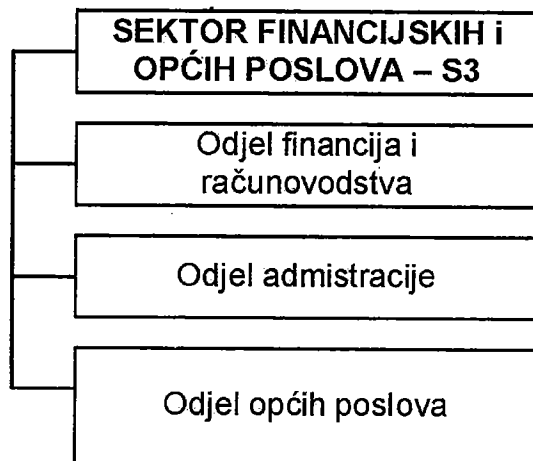 SEKTOR FINANCIJSKIH i
OPĆIH POSLOVA – S3
Odjel financija i
računovodstva
Odjel admistracije
Odjel općih poslova